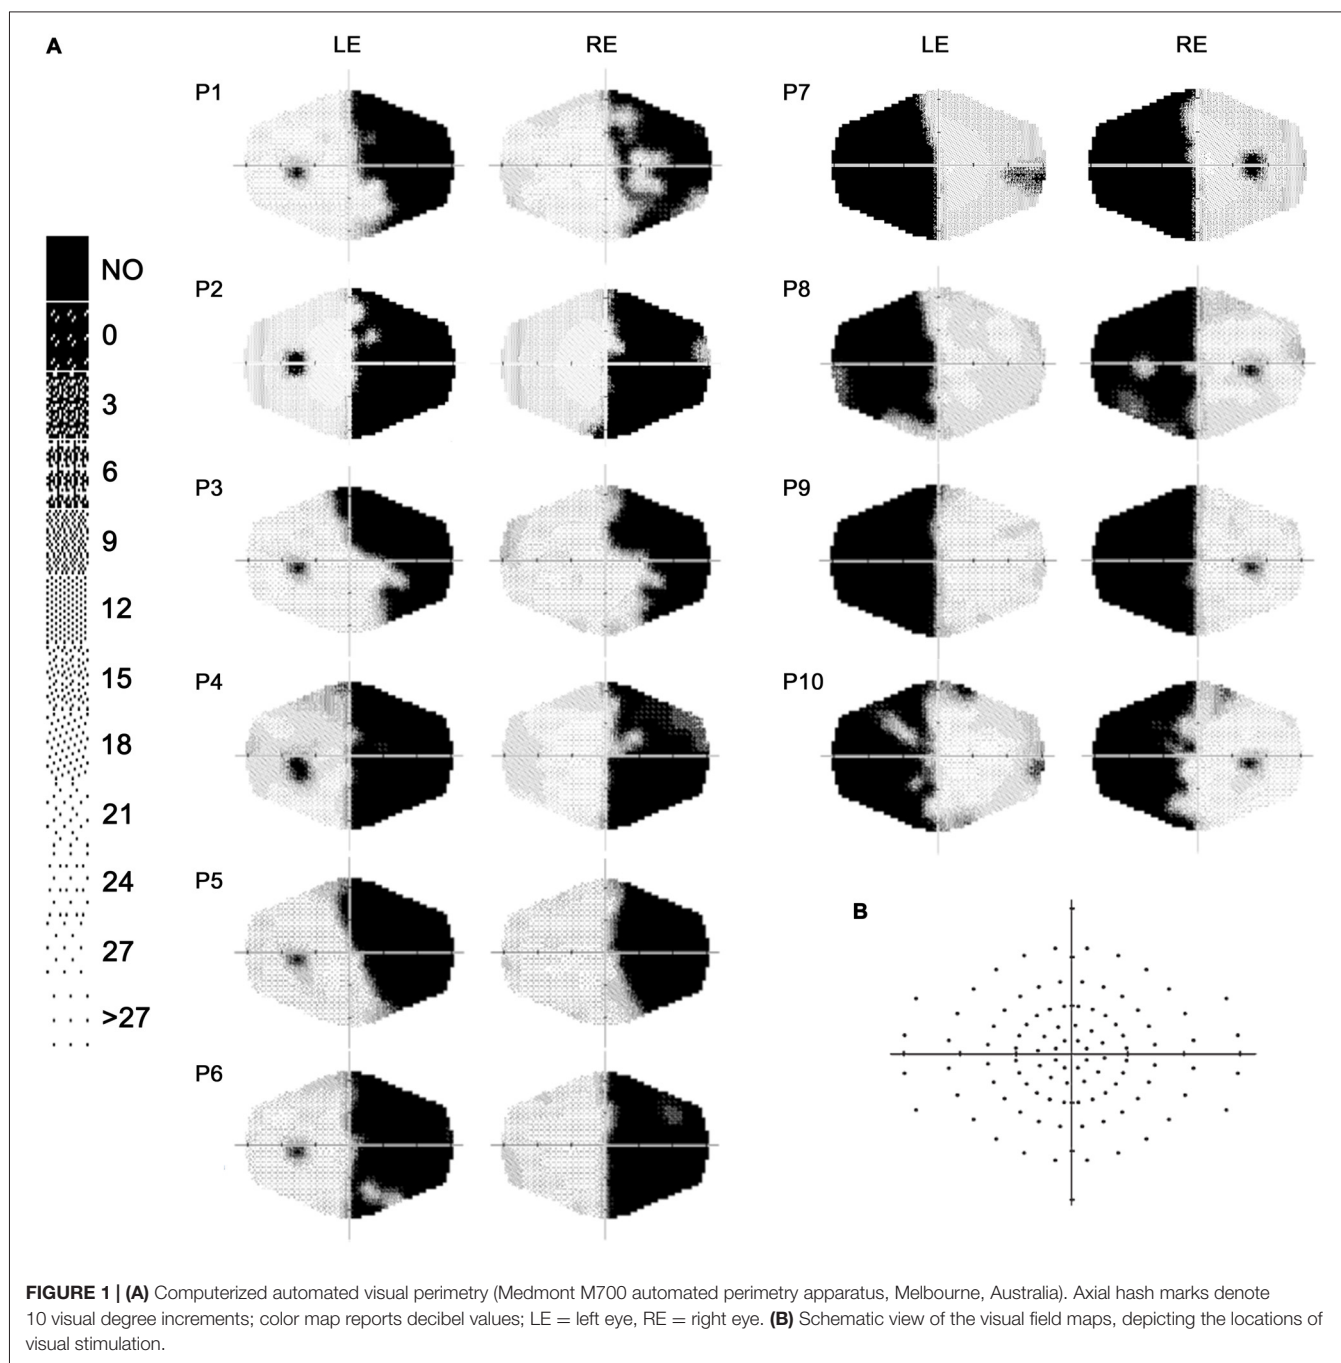 A
LE
RE
LE
RE
P1
P7
NO
0
3
6
9
12
15
18
21
24
27
>27
P2
P8
P3
P9
P4
P10
P5
B
P6
FIGURE 1 | (A) Computerized automated visual perimetry (Medmont M700 automated perimetry apparatus, Melbourne, Australia). Axial hash marks denote
10 visual degree increments; color map reports decibel values; LE = left eye, RE = right eye. (B) Schematic view of the visual field maps, depicting the locations of
visual stimulation.